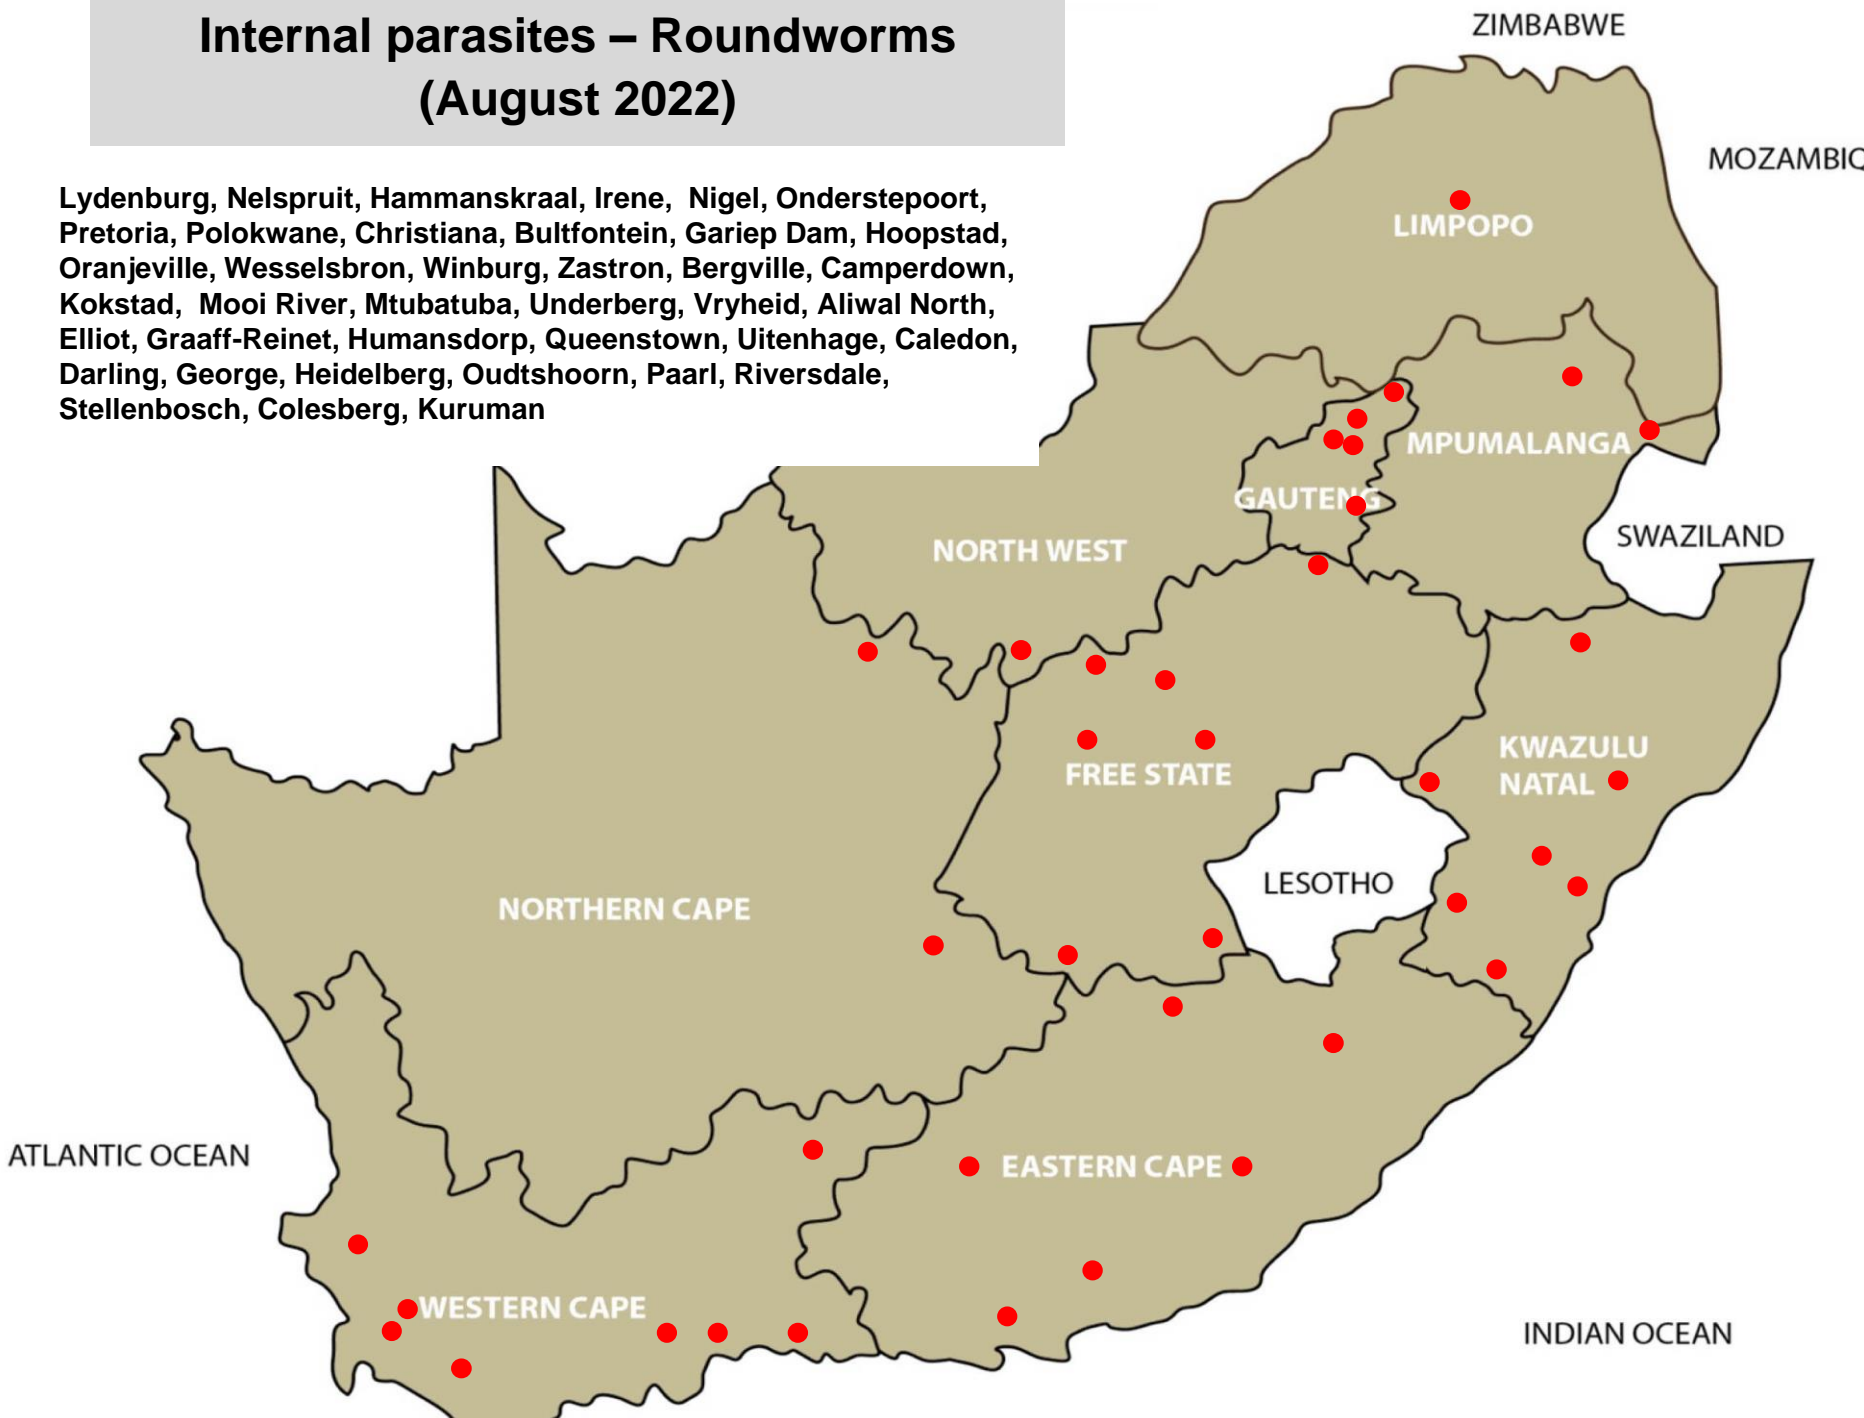 Internal parasites – Roundworms
(August 2022)
Lydenburg, Nelspruit, Hammanskraal, Irene,  Nigel, Onderstepoort,
Pretoria, Polokwane, Christiana, Bultfontein, Gariep Dam, Hoopstad,
Oranjeville, Wesselsbron, Winburg, Zastron, Bergville, Camperdown,
Kokstad,  Mooi River, Mtubatuba, Underberg, Vryheid, Aliwal North,
Elliot, Graaff-Reinet, Humansdorp, Queenstown, Uitenhage, Caledon,
Darling, George, Heidelberg, Oudtshoorn, Paarl, Riversdale,
Stellenbosch, Colesberg, Kuruman
ZIMBABWE
MOZAMBIQ
LIMPOPO
MPUMALANGA
GAUTENG
SWAZILAND
NORTH WEST
KWAZULU
NATAL
FREE STATE
LESOTHO
NORTHERN CAPE
ATLANTIC OCEAN
EASTERN CAPE
WESTERN CAPE
INDIAN OCEAN